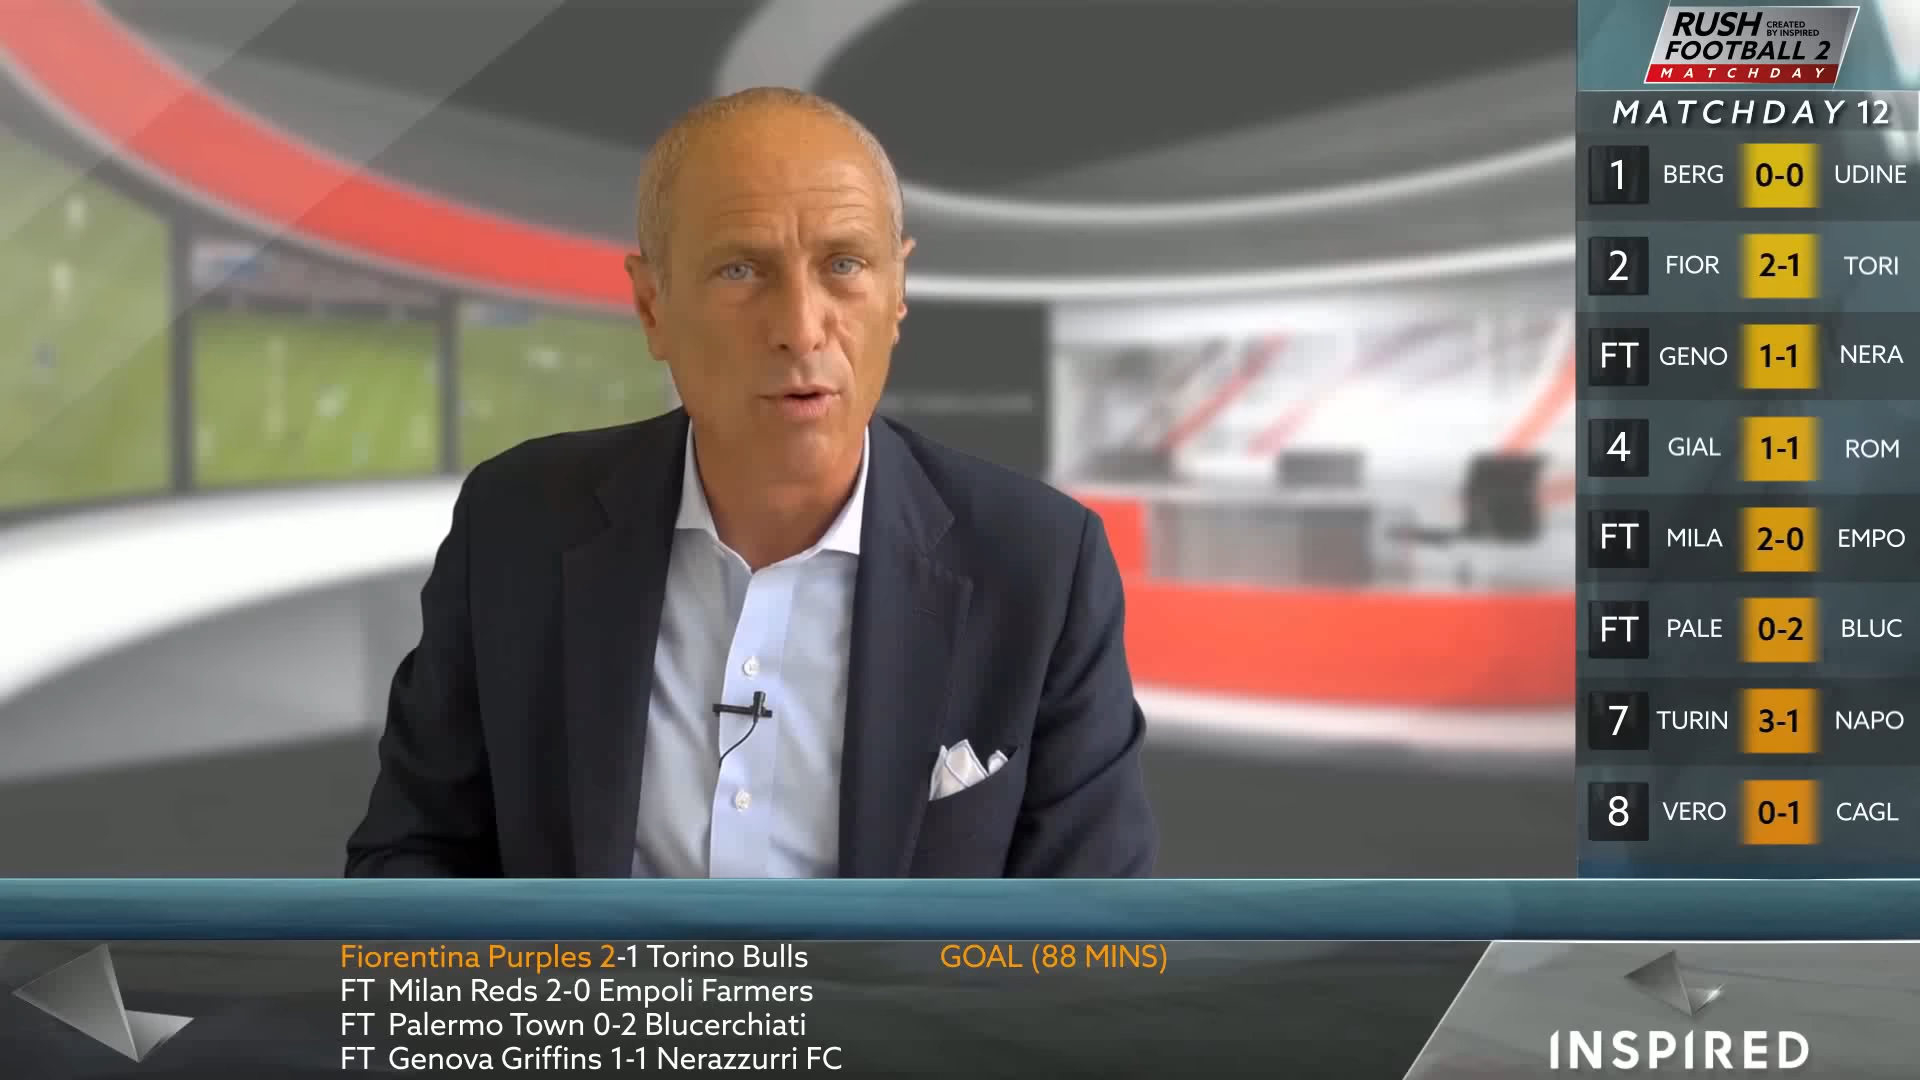 RUSH CREATED BY INSPIRED
FOOTBALL 2
MATCHDAY
MATCHDAY 12
1 BERG 0-0 UDINE
2 FIOR 2-1 TORI
FT GENO 1-1 NERA
4 GIAL 1-1 ROM
FT MILA 2-0 EMPO
FT PALE 0-2 BLUC
7 TURIN 3-1 NAPO
8 VERO 0-1 CAGL
Fiorentina Purples 2-1 Torino Bulls GOAL (88 MINS)
FT Milan Reds 2-0 Empoli Farmers
FT Palermo Town 0-2 Blucerchiati
FT Genova Griffins 1-1 Nerazzurri FC
INSPIRED